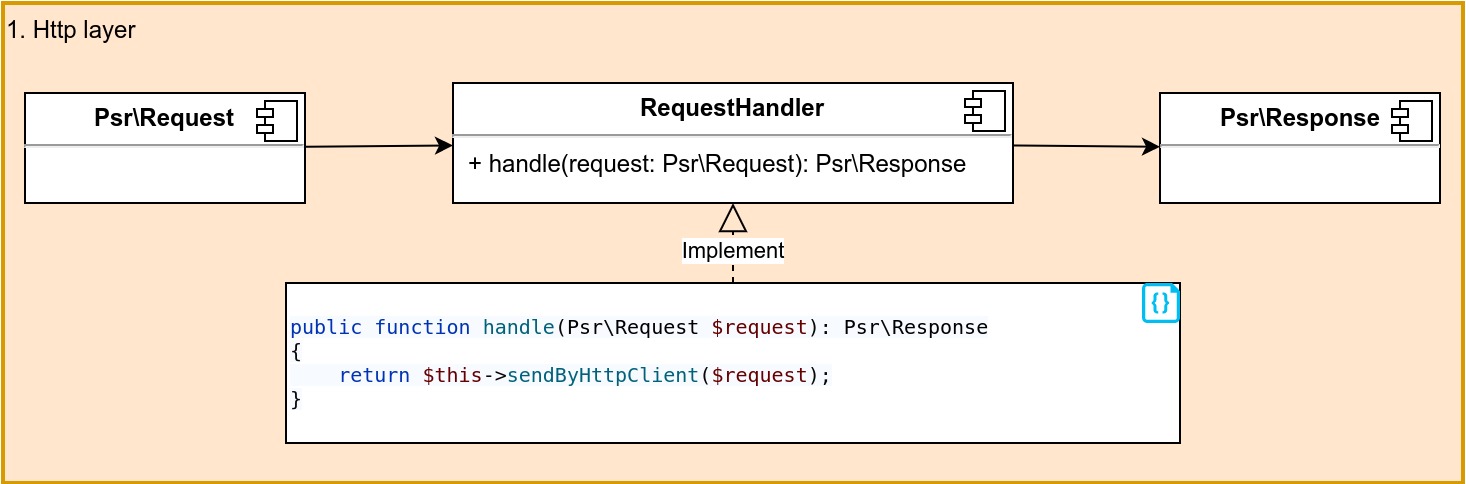 1. Http layer
Psr\Request
RequestHandler
+ handle(request: Psr\Request): Psr\Response
Psr\Response
Implement
{}
public function handle(Psr\Request $request): Psr\Response
{
    return $this->sendByHttpClient($request);
}